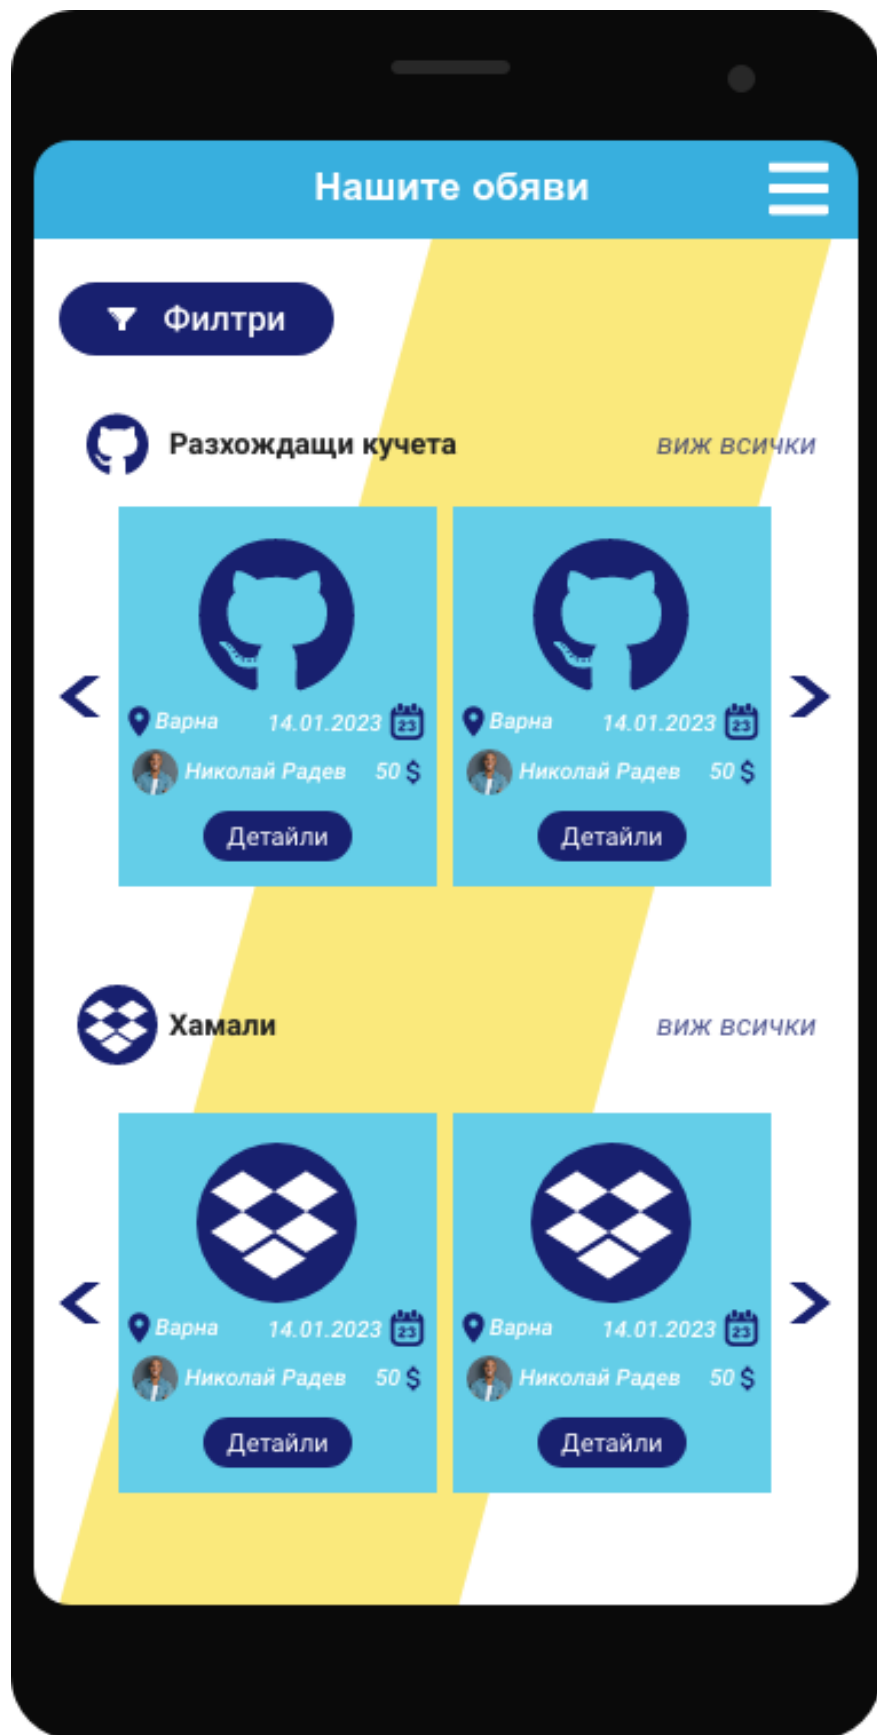 Нашите обяви
Филтри
Разхождащи кучета
виж всички
Варна 14.01.2023 23
Николай Радев 50 $
Детайли
Варна 14.01.2023 23
Николай Радев 50 $
Детайли
Хамали
виж всички
Варна 14.01.2023 23
Николай Радев 50 $
Детайли
Варна 14.01.2023 23
Николай Радев 50 $
Детайли